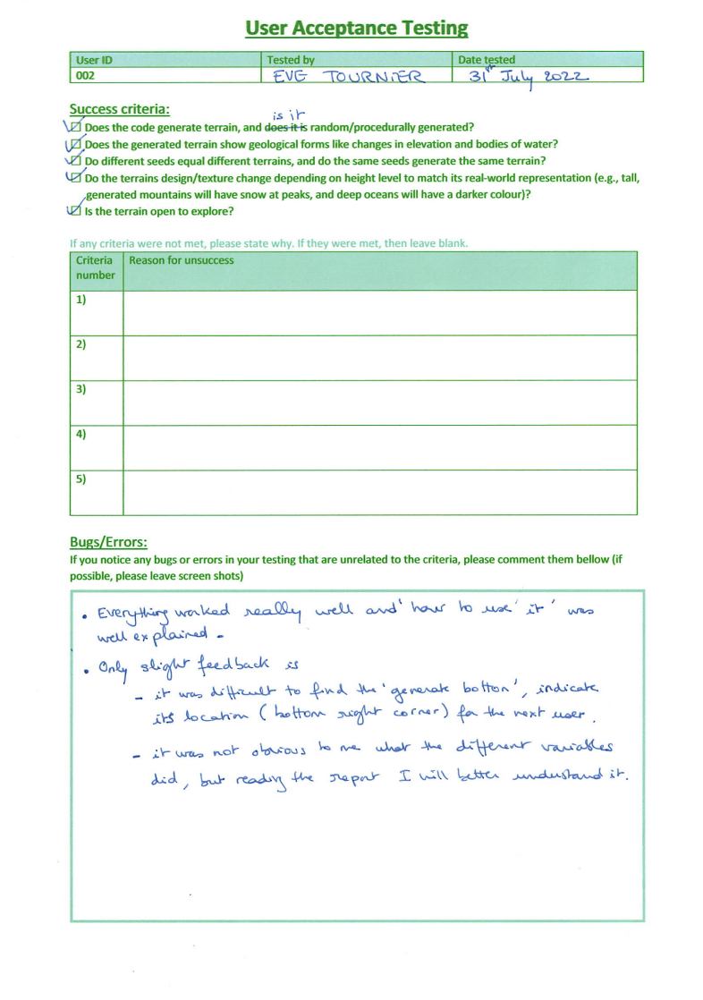 User Acceptance Testing
User ID Tested by Date tested
002 EVE TOURNIER 31st July 2022
Success criteria:
is it
Does the code generate terrain, and does it is random/procedurally generated?
Does the generated terrain show geological forms like changes in elevation and bodies of water?
Do different seeds equal different terrains, and do the same seeds generate the same terrain?
Do the terrains design/texture change depending on height level to match its real-world representation (e.g., tall,
generated mountains will have snow at peaks, and deep oceans will have a darker colour)?
Is the terrain open to explore?
If any criteria were not met, please state why. If they were met, then leave blank.
Criteria Reason for unsuccess
number
1)
2)
3)
4)
5)
Bugs/Errors:
If you notice any bugs or errors in your testing that are unrelated to the criteria, please comment them bellow (if
possible, please leave screen shots)
• Everything worked really well and 'how to use it' was
well explained.
• Only slight feedback is
- it was difficult to find the 'generate botton', indicate
its location (bottom right corner) for the next user.
- it was not obvious to me what the different variables
did, but reading the report I will better understand it.